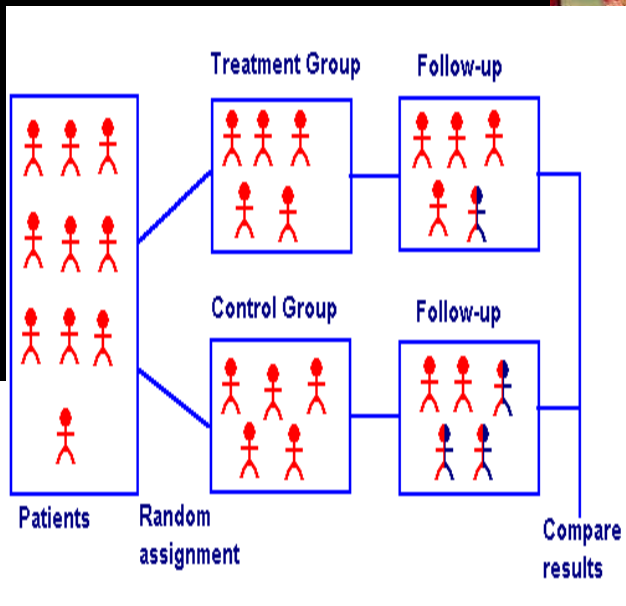 Treatment Group
Follow-up
Control Group
Follow-up
Patients
Random
assignment
Compare
results